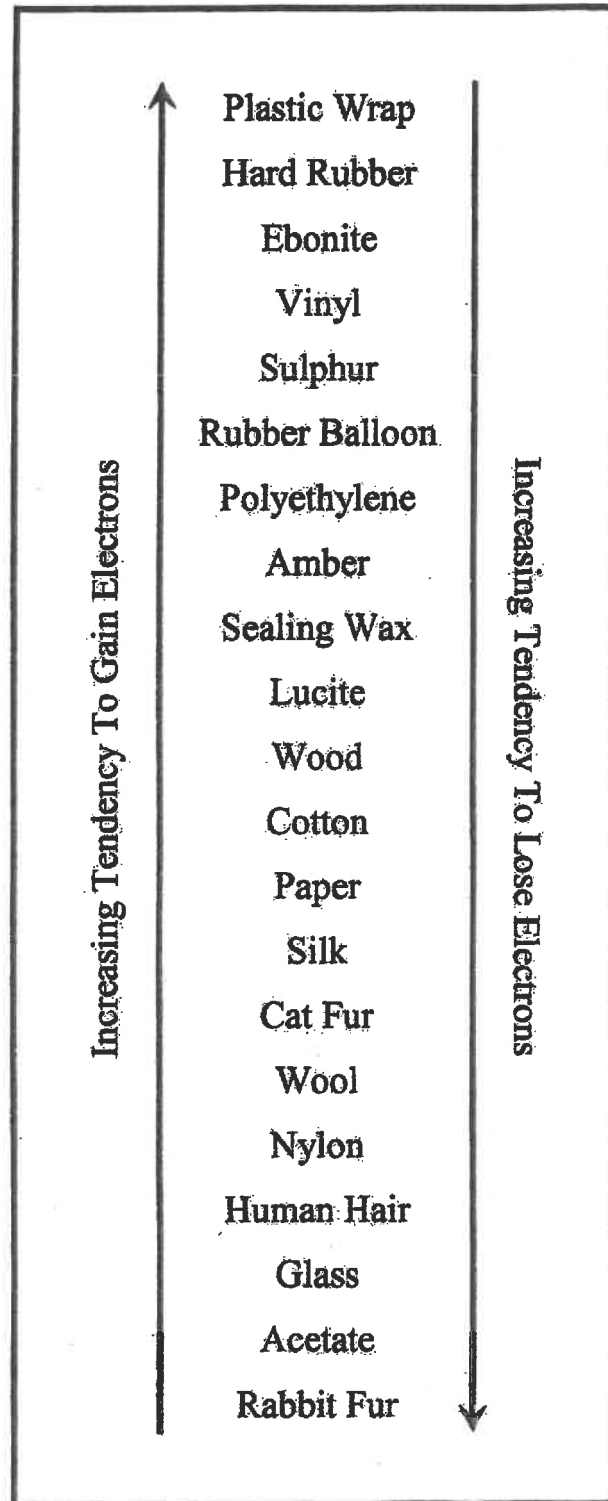 Plastic Wrap
Hard Rubber
Ebonite
Vinyl
Sulphur
Rubber Balloon
Polyethylene
Amber
Sealing Wax
Lucite
Wood
Cotton
Paper
Silk
Cat Fur
Wool
Nylon
Human Hair
Glass
Acetate
Rabbit Fur
Increasing Tendency To Gain Electrons
Increasing Tendency To Lose Electrons